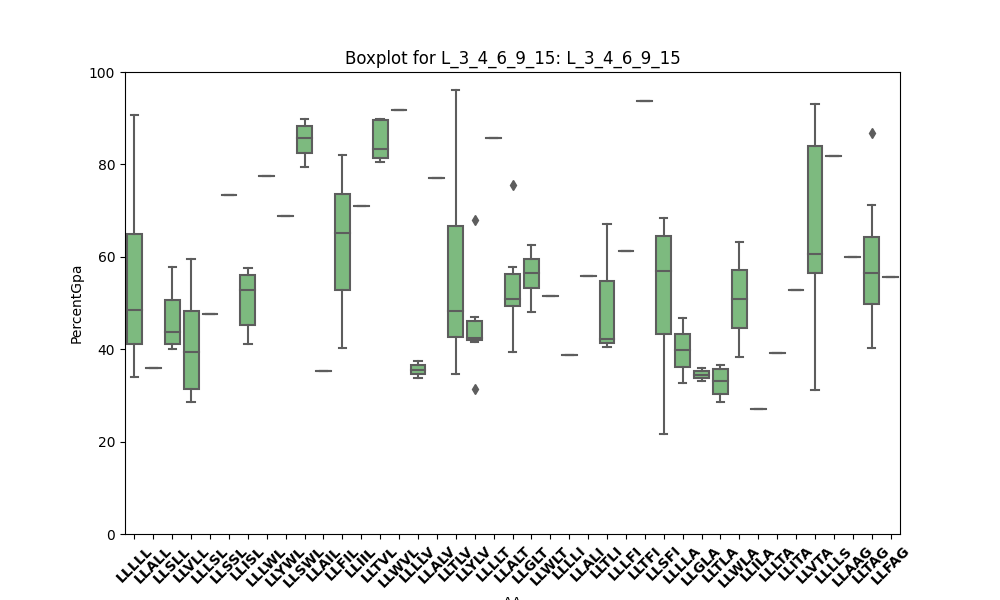 Boxplot for L_3_4_6_9_15: L_3_4_6_9_15
PercentGpa
100
80
60
40
20
0
LLLLL
LLALL
LLSLL
LLVLL
LLLSL
LLSSL
LLISL
LLLWL
LLYWL
LLSWL
LLAIL
LLFIL
LLIIL
LLTVL
LLWVL
LLLLV
LLALV
LLTLV
LLYLV
LLLLT
LLALT
LLGLT
LLWLT
LLLLI
LLALI
LLTLI
LLLFI
LLTFI
LLSFI
LLLLA
LLGLA
LLTLA
LLWLA
LLILA
LLLTA
LLITA
LLVTA
LLLLS
LLAAG
LLTAG
LLFAG